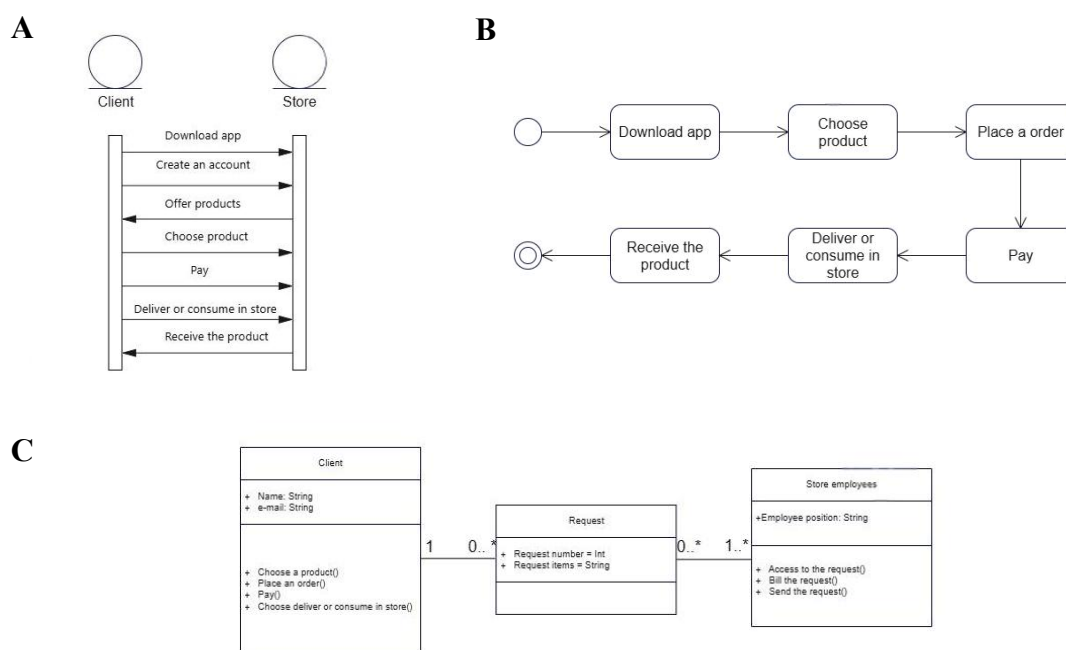 A
Client
Store
Download app
Create an account
Offer products
Choose product
Pay
Deliver or consume in store
Receive the product
B
Download app
Choose
product
Place a order
Receive the
product
Deliver or
consume in
store
Pay
C
Client
+ Name: String
+ e-mail: String
+ Choose a product()
+ Place an order()
+ Pay()
+ Choose deliver or consume in store()
1
0.. *
Request
+ Request number = Int
+ Request items = String
0..*
1..*
Store employees
+Employee position: String
+ Access to the request()
+ Bill the request()
+ Send the request()